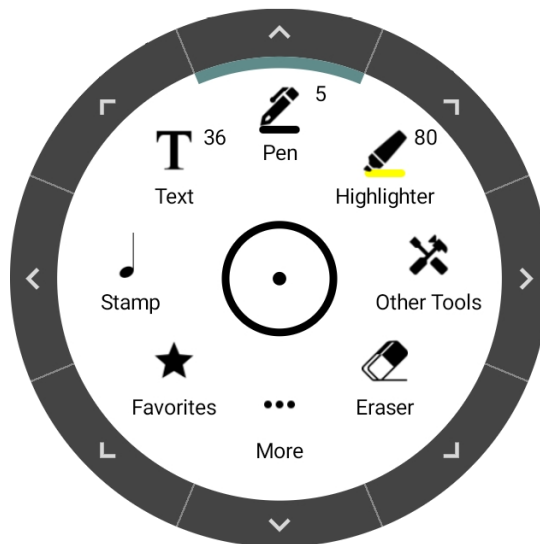 5
Pen
T 36
Text
80
Highlighter
Stamp
Other Tools
Favorites
Eraser
More